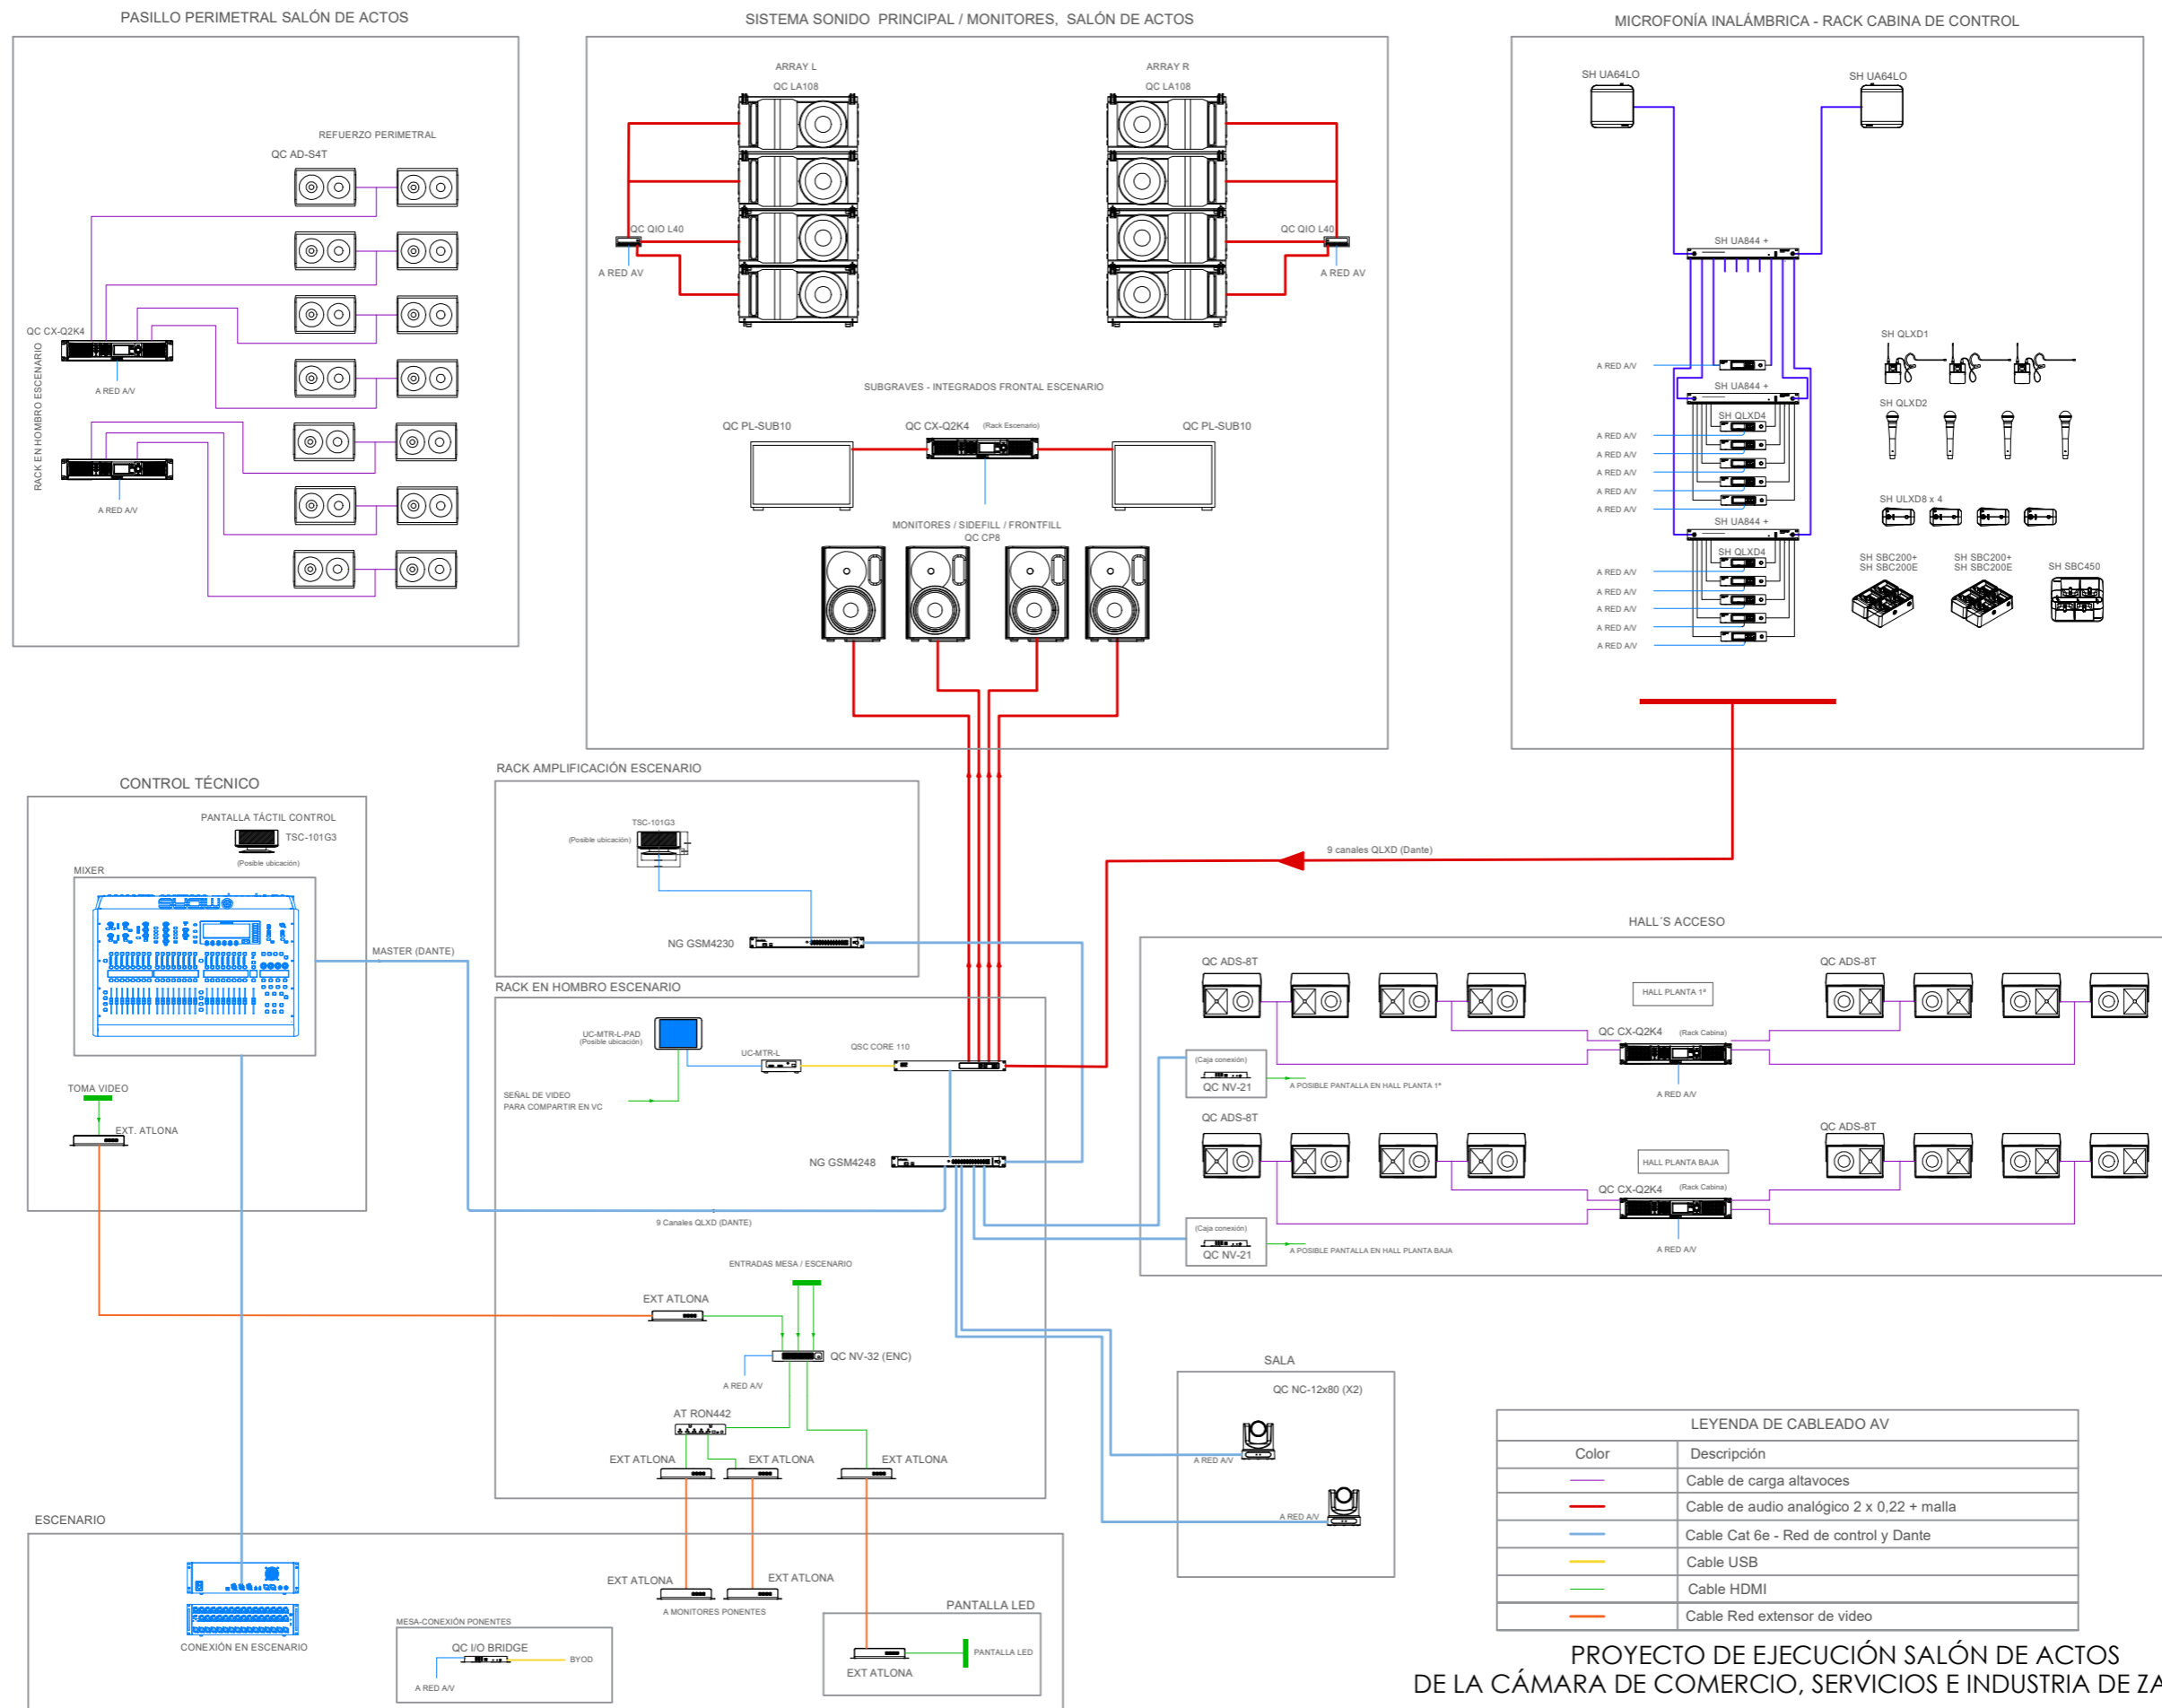 PASILLO PERIMETRAL SALÓN DE ACTOS
REFUERZO PERIMETRAL
QC AD-S4T
QC CX-Q2K4
RACK EN HOMBRO ESCENARIO
A RED A/V
A RED A/V
SISTEMA SONIDO PRINCIPAL / MONITORES, SALÓN DE ACTOS
ARRAY L
QC LA108
ARRAY R
QC LA108
QC QIO L40
A RED AV
QC QIO L40
A RED AV
SUBGRAVES - INTEGRADOS FRONTAL ESCENARIO
QC PL-SUB10
QC CX-Q2K4 (Rack Escenario)
QC PL-SUB10
MONITORES / SIDEFILL / FRONTFILL
QC CP8
MICROFONÍA INALÁMBRICA - RACK CABINA DE CONTROL
SH UA64LO
SH UA64LO
SH UA844 +
A RED A/V
SH UA844 +
SH QLXD4
A RED A/V
A RED A/V
A RED A/V
A RED A/V
A RED A/V
SH UA844 +
SH QLXD4
A RED A/V
A RED A/V
A RED A/V
A RED A/V
A RED A/V
SH QLXD1
SH QLXD2
SH ULXD8 x 4
SH SBC200+
SH SBC200E
SH SBC200+
SH SBC200E
SH SBC450
CONTROL TÉCNICO
PANTALLA TÁCTIL CONTROL
TSC-101G3
(Posible ubicación)
MIXER
MASTER (DANTE)
TOMA VIDEO
EXT. ATLONA
RACK AMPLIFICACIÓN ESCENARIO
TSC-101G3
(Posible ubicación)
NG GSM4230
RACK EN HOMBRO ESCENARIO
UC-MTR-L-PAD
(Posible ubicación)
UC-MTR-L
QSC CORE 110
SEÑAL DE VIDEO
PARA COMPARTIR EN VC
NG GSM4248
9 Canales QLXD (DANTE)
ENTRADAS MESA / ESCENARIO
EXT ATLONA
QC NV-32 (ENC)
A RED A/V
AT RON442
EXT ATLONA
EXT ATLONA
EXT ATLONA
9 canales QLXD (Dante)
HALL´S ACCESO
QC ADS-8T
HALL PLANTA 1ª
QC ADS-8T
QC CX-Q2K4 (Rack Cabina)
A RED A/V
(Caja conexión)
QC NV-21
A POSIBLE PANTALLA EN HALL PLANTA 1ª
QC ADS-8T
HALL PLANTA BAJA
QC ADS-8T
QC CX-Q2K4 (Rack Cabina)
A RED A/V
(Caja conexión)
QC NV-21
A POSIBLE PANTALLA EN HALL PLANTA BAJA
SALA
QC NC-12x80 (X2)
A RED A/V
A RED A/V
ESCENARIO
CONEXIÓN EN ESCENARIO
MESA-CONEXIÓN PONENTES
QC I/O BRIDGE
BYOD
A RED A/V
EXT ATLONA
EXT ATLONA
A MONITORES PONENTES
PANTALLA LED
PANTALLA LED
EXT ATLONA
LEYENDA DE CABLEADO AV
Color Descripción
Cable de carga altavoces
Cable de audio analógico 2 x 0,22 + malla
Cable Cat 6e - Red de control y Dante
Cable USB
Cable HDMI
Cable Red extensor de video
PROYECTO DE EJECUCIÓN SALÓN DE ACTOS
DE LA CÁMARA DE COMERCIO, SERVICIOS E INDUSTRIA DE ZA